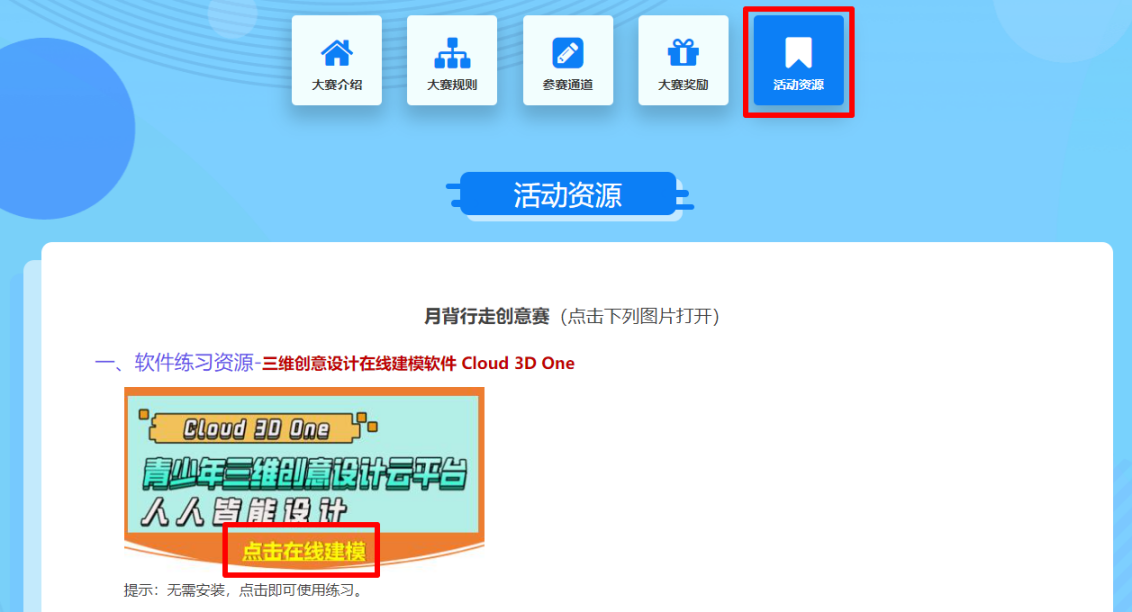 大赛介绍
大赛规则
参赛通道
大赛奖励
活动资源
活动资源
月背行走创意赛（点击下列图片打开）
一、软件练习资源-三维创意设计在线建模软件 Cloud 3D One
Cloud 3D One
青少年三维创意设计云平台
人人皆能设计
点击在线建模
提示：无需安装，点击即可使用练习。